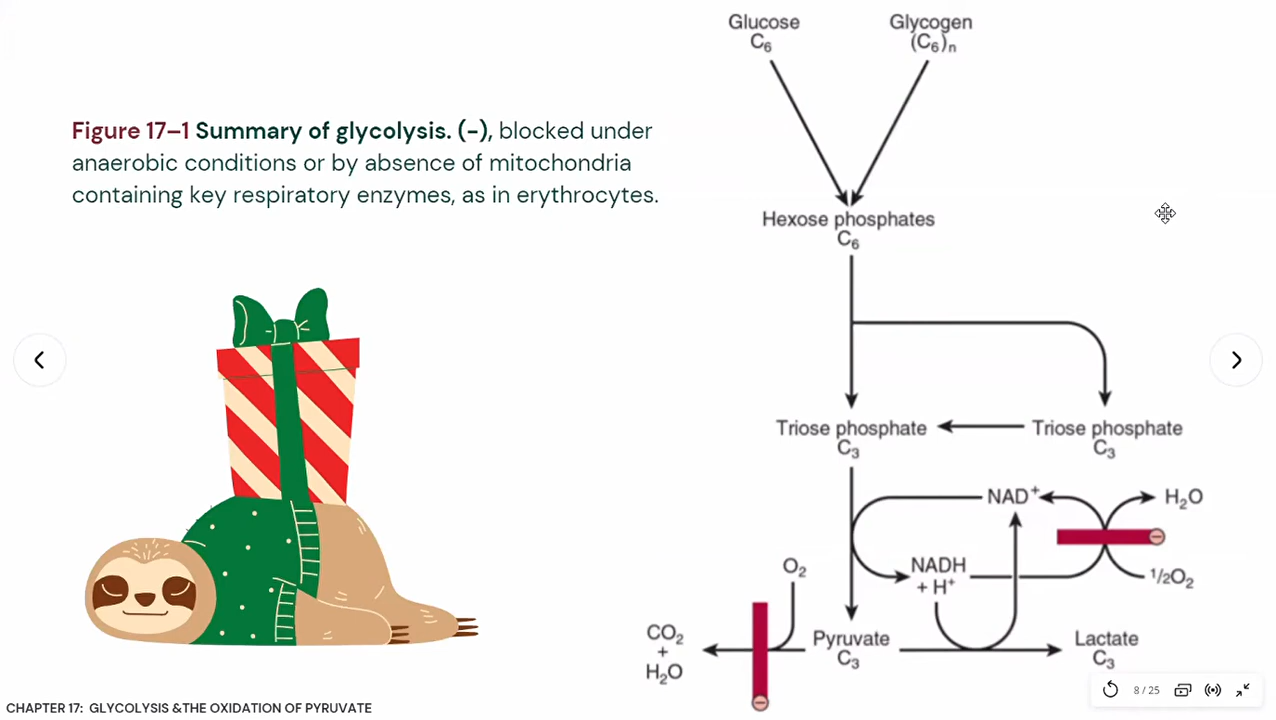 Glucose
C₆
Glycogen
(C₆)ₙ
Figure 17–1 Summary of glycolysis. (-), blocked under
anaerobic conditions or by absence of mitochondria
containing key respiratory enzymes, as in erythrocytes.
Hexose phosphates
C₆
Triose phosphate
C₃
Triose phosphate
C₃
NAD⁺
H₂O
NADH
+ H⁺
½O₂
O₂
CO₂
+
H₂O
Pyruvate
C₃
Lactate
C₃
8 / 25
CHAPTER 17: GLYCOLYSIS &THE OXIDATION OF PYRUVATE